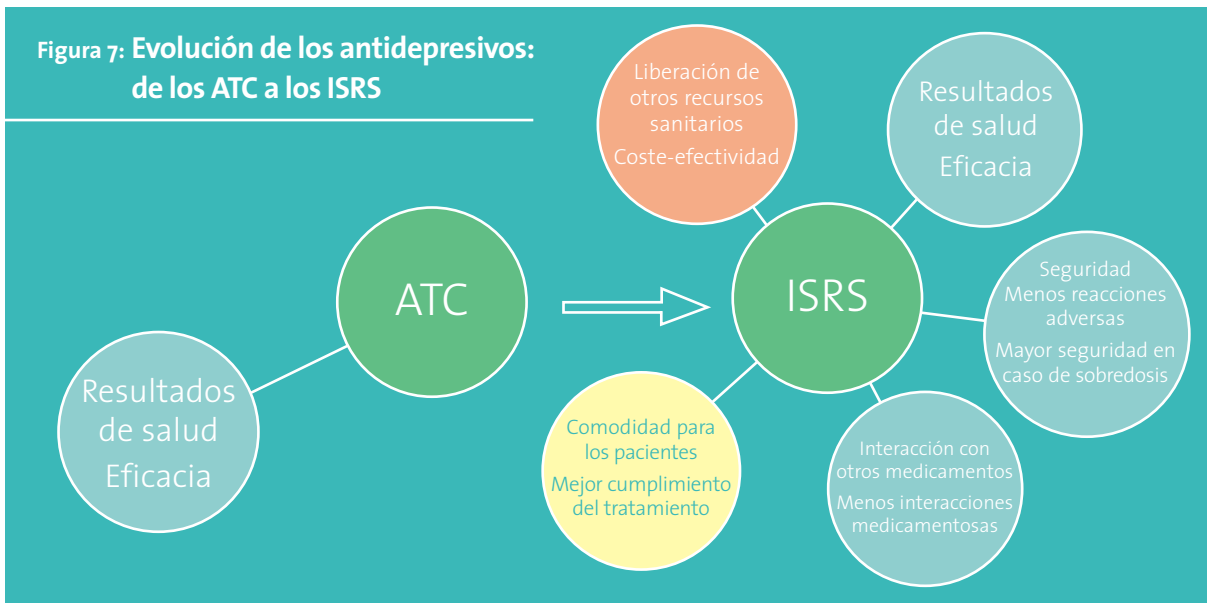 Figura 7: Evolución de los antidepresivos:
de los ATC a los ISRS
Resultados
de salud
Eficacia
ATC
ISRS
Liberación de
otros recursos
sanitarios
Coste-efectividad
Resultados
de salud
Eficacia
Seguridad
Menos reacciones
adversas
Mayor seguridad en
caso de sobredosis
Interacción con
otros medicamentos
Menos interacciones
medicamentosas
Comodidad para
los pacientes
Mejor cumplimiento
del tratamiento